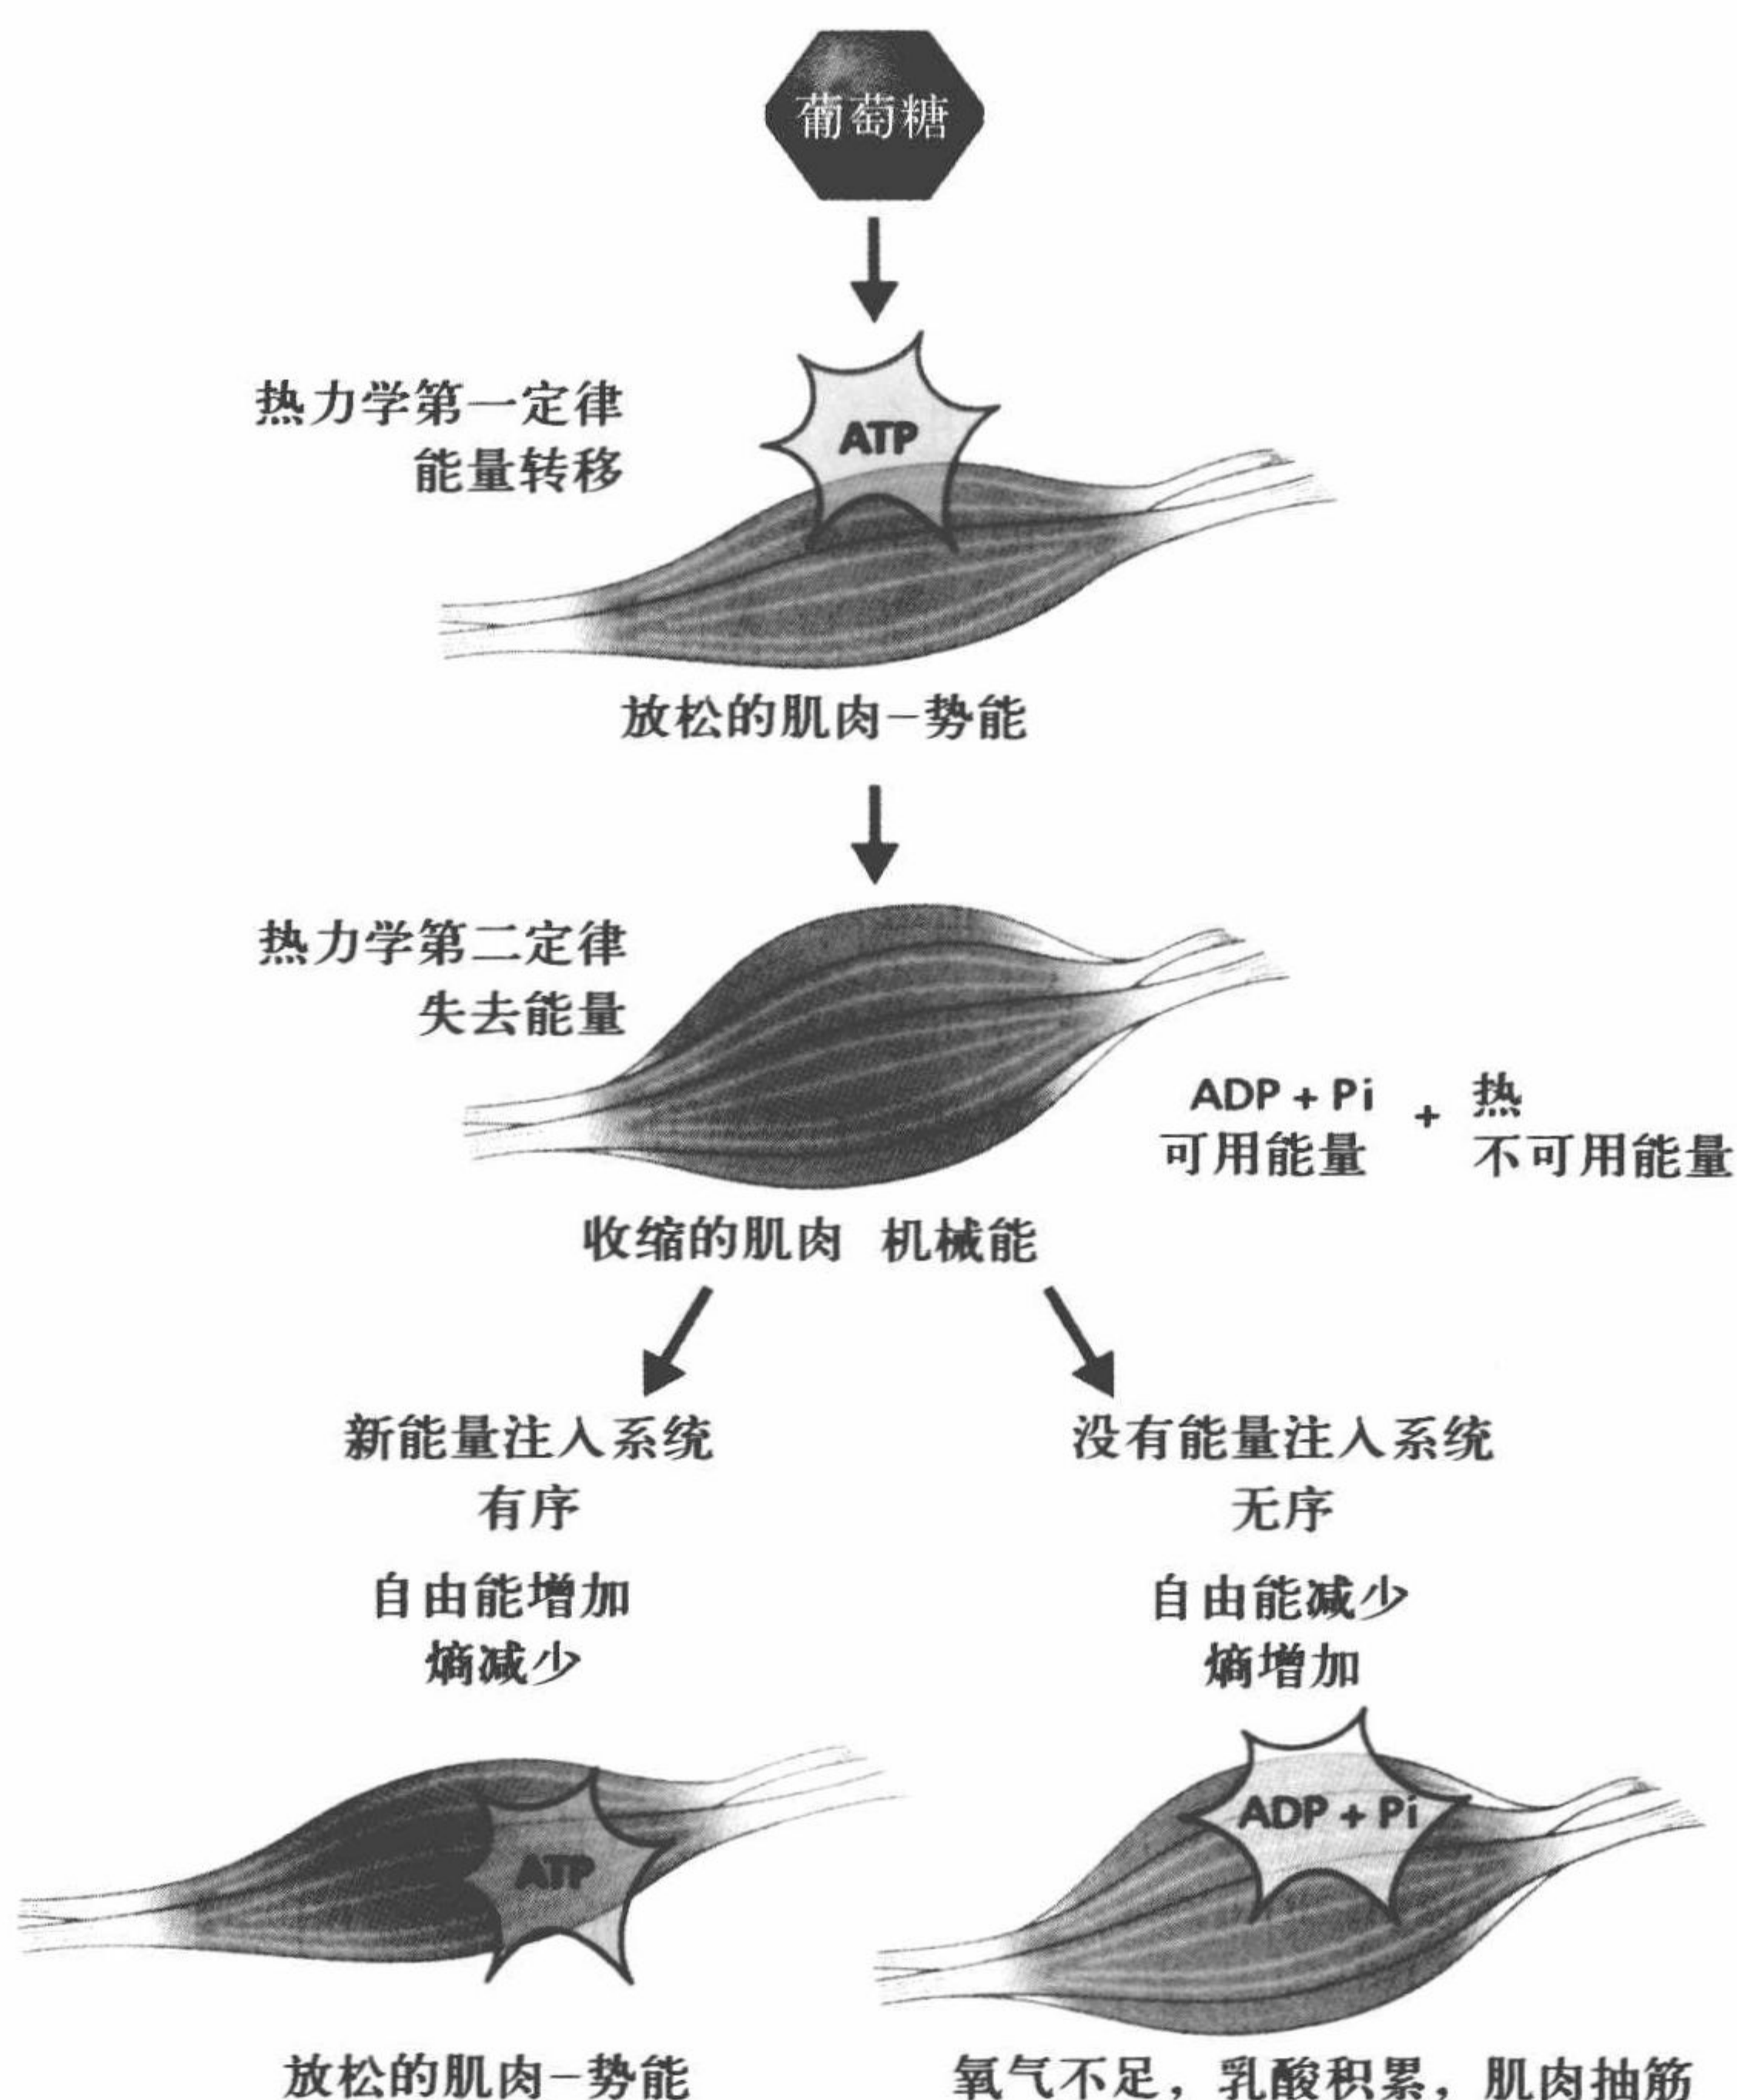 葡萄糖
热力学第一定律
能量转移
ATP
放松的肌肉-势能
热力学第二定律
失去能量
ADP + Pi + 热
可用能量 不可用能量
收缩的肌肉 机械能
新能量注入系统
有序
自由能增加
熵减少
没有能量注入系统
无序
自由能减少
熵增加
ATP
ADP + Pi
放松的肌肉-势能
氧气不足，乳酸积累，肌肉抽筋